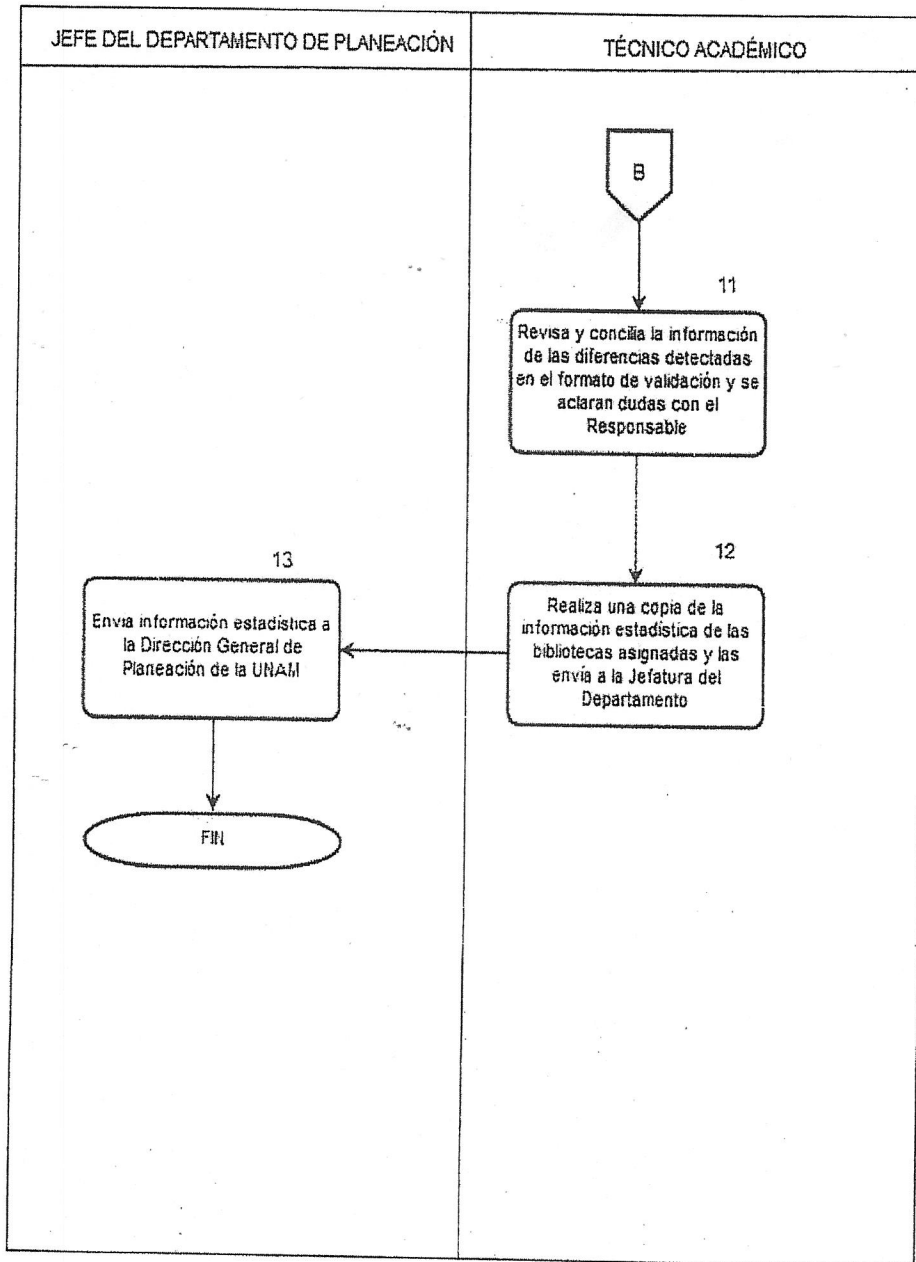 JEFE DEL DEPARTAMENTO DE PLANEACIÓN
TÉCNICO ACADÉMICO
B
11
Revisa y concilia la información
de las diferencias detectadas
en el formato de validación y se
aclaran dudas con el
Responsable
12
Realiza una copia de la
información estadística de las
bibliotecas asignadas y las
envía a la Jefatura del
Departamento
13
Envia información estadística a
la Dirección General de
Planeación de la UNAM
FIN